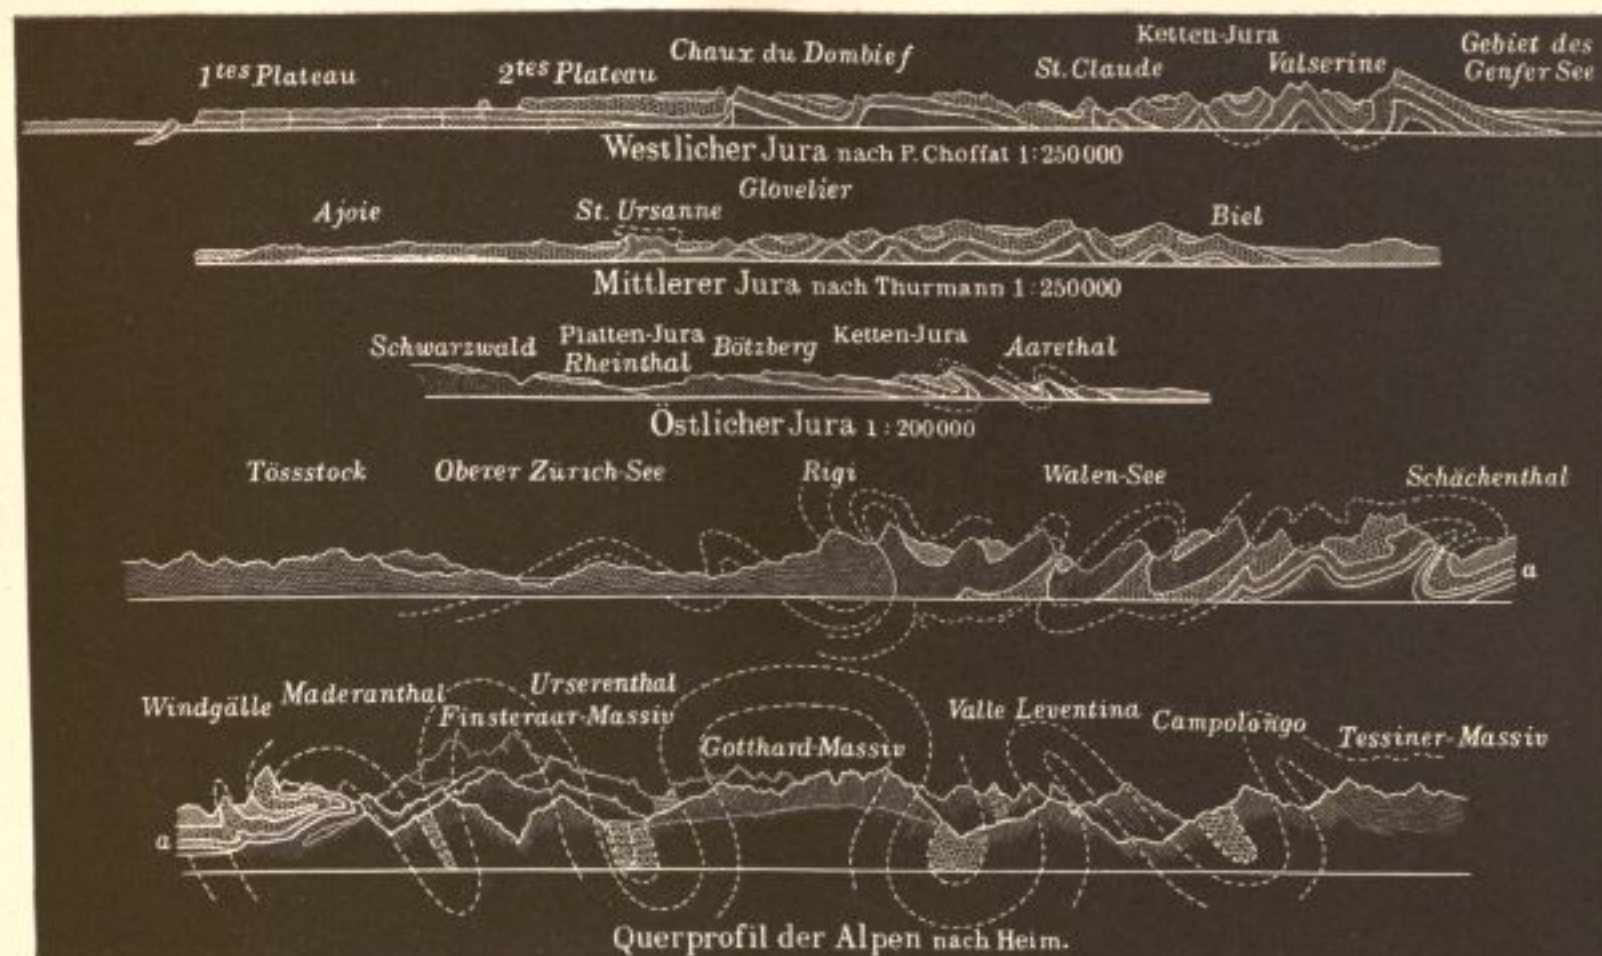 1tes Plateau 2tes Plateau Chaux du Dombief St. Claude Ketten-Jura Valserine Gebiet des
Genfer See
Westlicher Jura nach P. Choffat 1:250000
Ajoie St. Ursanne Glovelier Biel
Mittlerer Jura nach Thurmann 1:250000
Schwarzwald Platten-Jura Bötzberg Ketten-Jura Aarethal
Rheinthal
Östlicher Jura 1:200000
Tössstock Oberer Zürich-See Rigi Walen-See Schächenthal
a
Windgälle Maderanthal Urserenthal Valle Leventina Campolongo Tessiner-Massiv
Finsteraar-Massiv
Gotthard-Massiv
a
Querprofil der Alpen nach Heim.